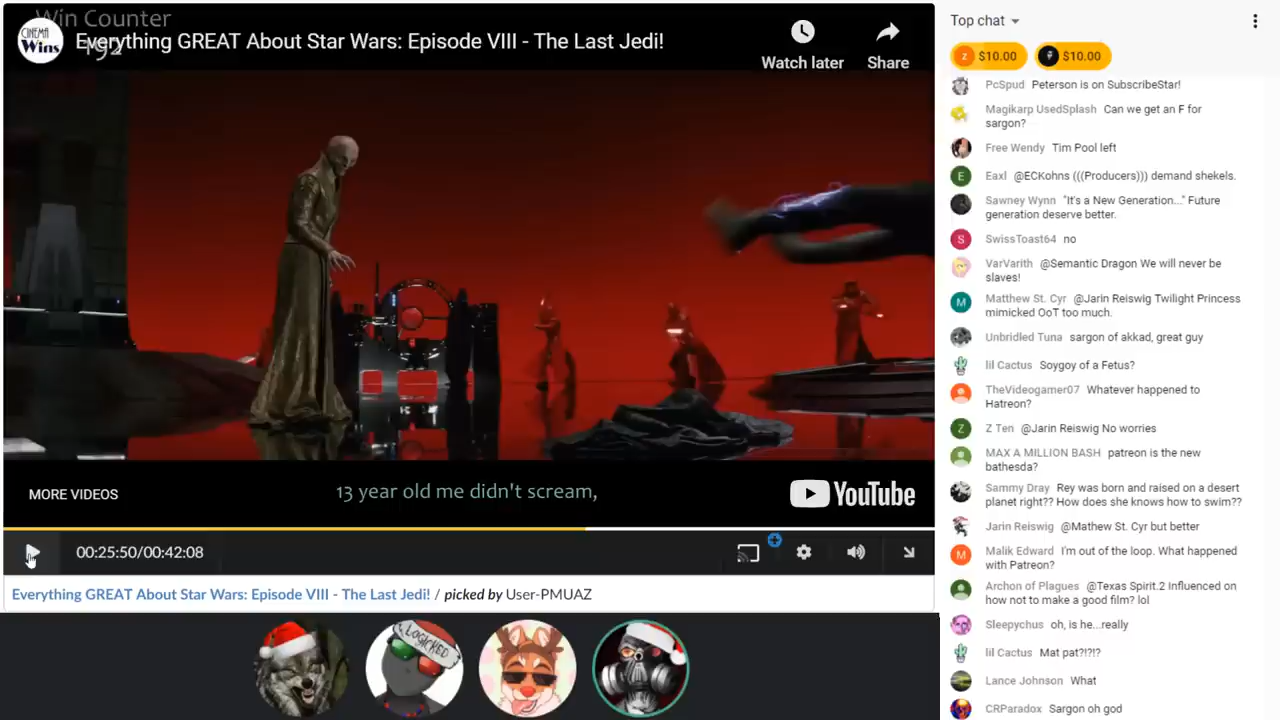 Win Counter
192
CINEMA
Wins
Everything GREAT About Star Wars: Episode VIII - The Last Jedi!
Watch later
Share
13 year old me didn't scream,
MORE VIDEOS
YouTube
00:25:50/00:42:08
Everything GREAT About Star Wars: Episode VIII - The Last Jedi! / picked by User-PMUAZ
LOGICKED
Top chat
Z $10.00 $10.00
PcSpud Peterson is on SubscribeStar!
Magikarp UsedSplash Can we get an F for
sargon?
Free Wendy Tim Pool left
E Eaxl @ECKohns (((Producers))) demand shekels.
Sawney Wynn "It's a New Generation..." Future
generation deserve better.
S SwissToast64 no
VarVarith @Semantic Dragon We will never be
slaves!
M Matthew St. Cyr @Jarin Reiswig Twilight Princess
mimicked OoT too much.
Unbridled Tuna sargon of akkad, great guy
lil Cactus Soygoy of a Fetus?
TheVideogamer07 Whatever happened to
Hatreon?
Z Z Ten @Jarin Reiswig No worries
MAX A MILLION BASH patreon is the new
bathesda?
Sammy Dray Rey was born and raised on a desert
planet right?? How does she knows how to swim??
Jarin Reiswig @Mathew St. Cyr but better
M Malik Edward I'm out of the loop. What happened
with Patreon?
Archon of Plagues @Texas Spirit.2 Influenced on
how not to make a good film? lol
Sleepychus oh, is he...really
lil Cactus Mat pat?!?!?
Lance Johnson What
CRParadox Sargon oh god